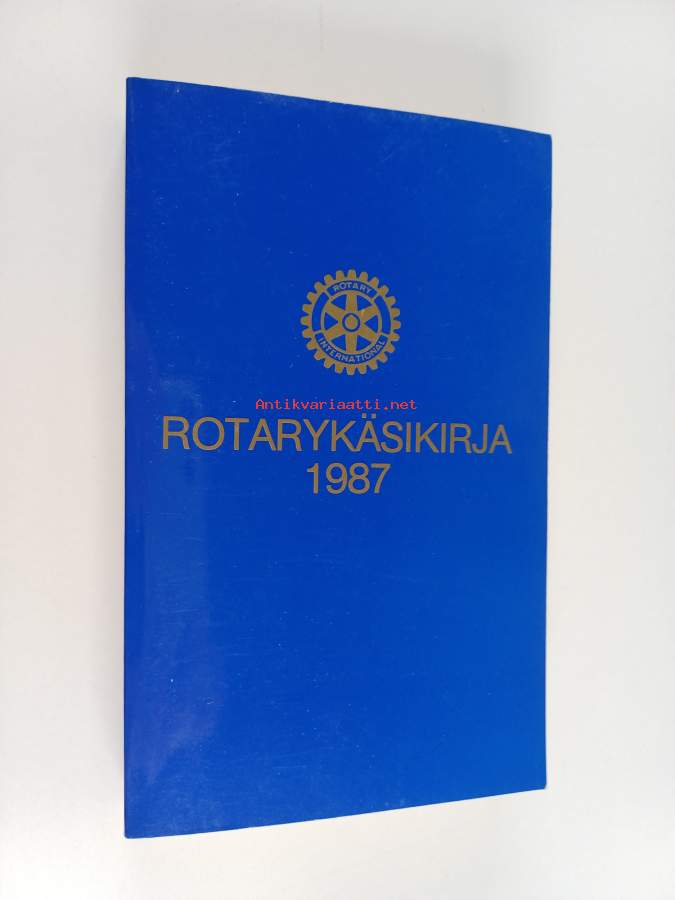 ROTARY
INTERNATIONAL
Antikvariaatti.net
ROTARYKÄSIKIRJA
1987